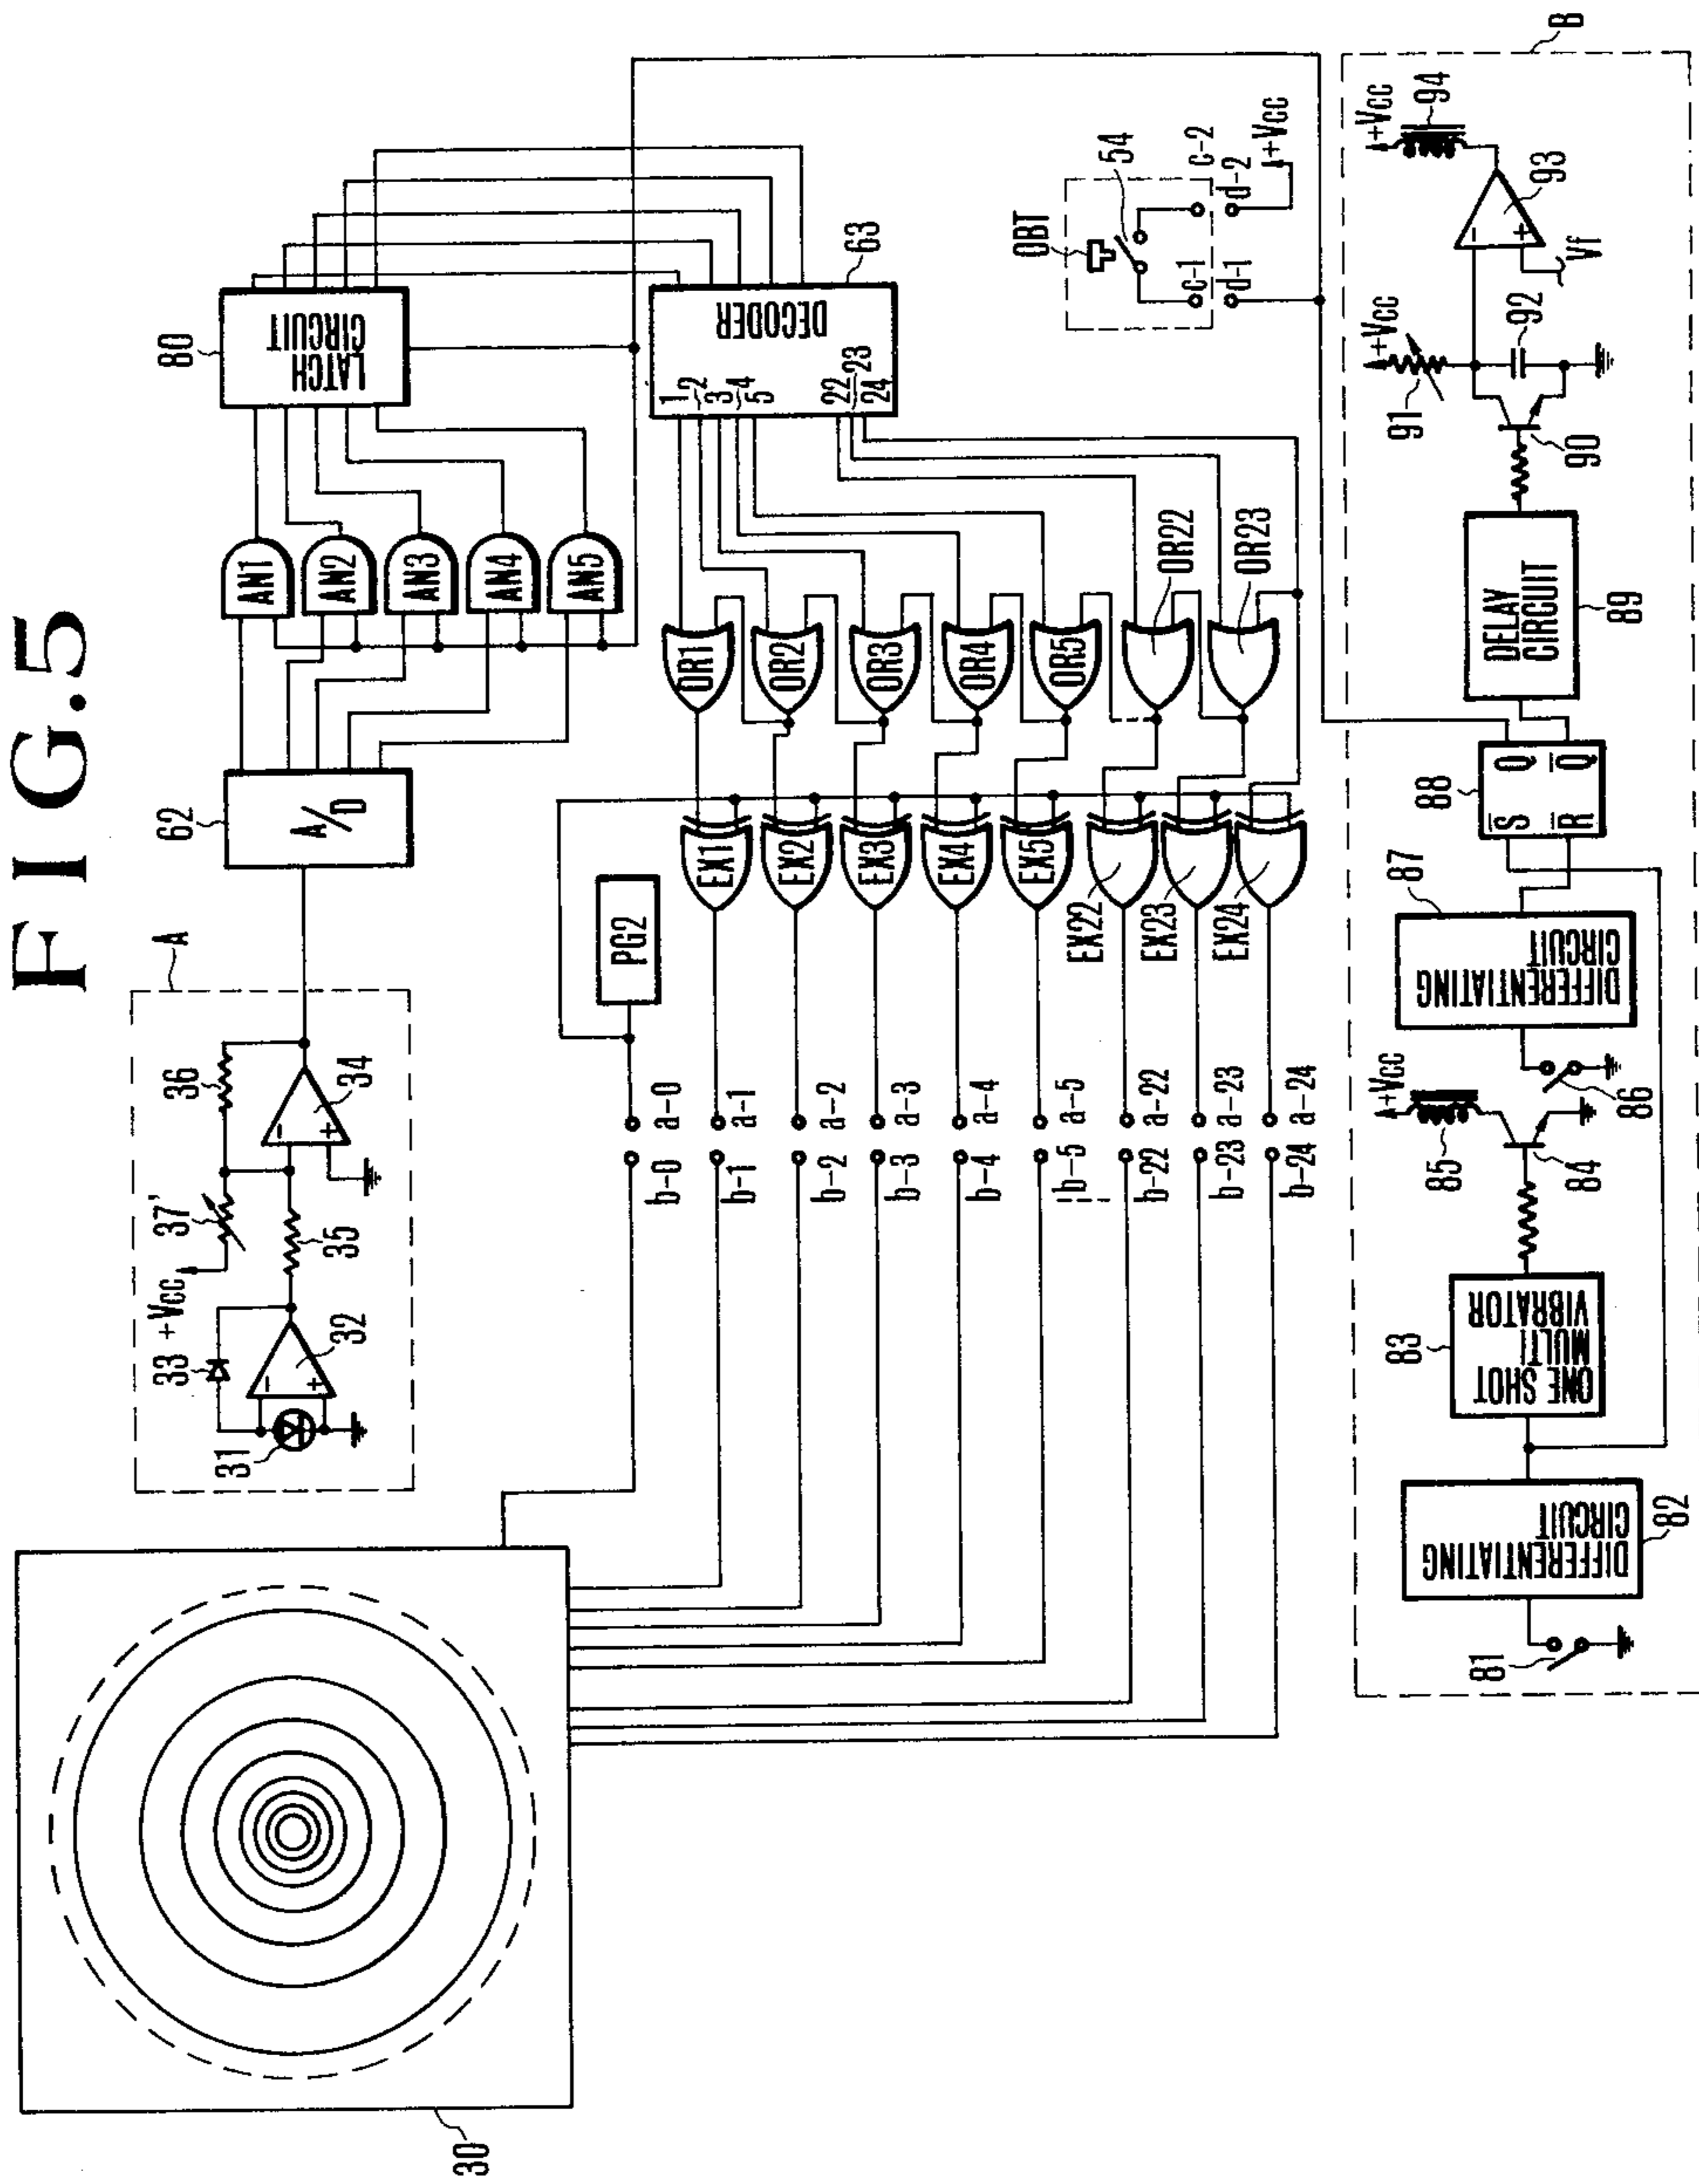 FIG.5
A
33
+Vcc
37'
36
31
32
35
34
-
+
-
+
62
A/D
AN1
AN2
AN3
AN4
AN5
80
LATCH CIRCUIT
30
PG2
DECODER
63
1
2
3
4
5
22
23
24
OR1
OR2
OR3
OR4
OR5
OR22
OR23
EX1
EX2
EX3
EX4
EX5
EX22
EX23
EX24
b-0 a-0
b-1 a-1
b-2 a-2
b-3 a-3
b-4 a-4
b-5 a-5
b-22 a-22
b-23 a-23
b-24 a-24
OBT
54
c-1 c-2
d-1 d-2
+Vcc
B
81
DIFFERENTIATING CIRCUIT
82
83
ONE SHOT MULTI VIBRATOR
84
85
+Vcc
86
87
DIFFERENTIATING CIRCUIT
88
S̅ Q
R̅ Q̅
DELAY CIRCUIT
89
90
91
+Vcc
92
-
+
Vf
93
+Vcc
94